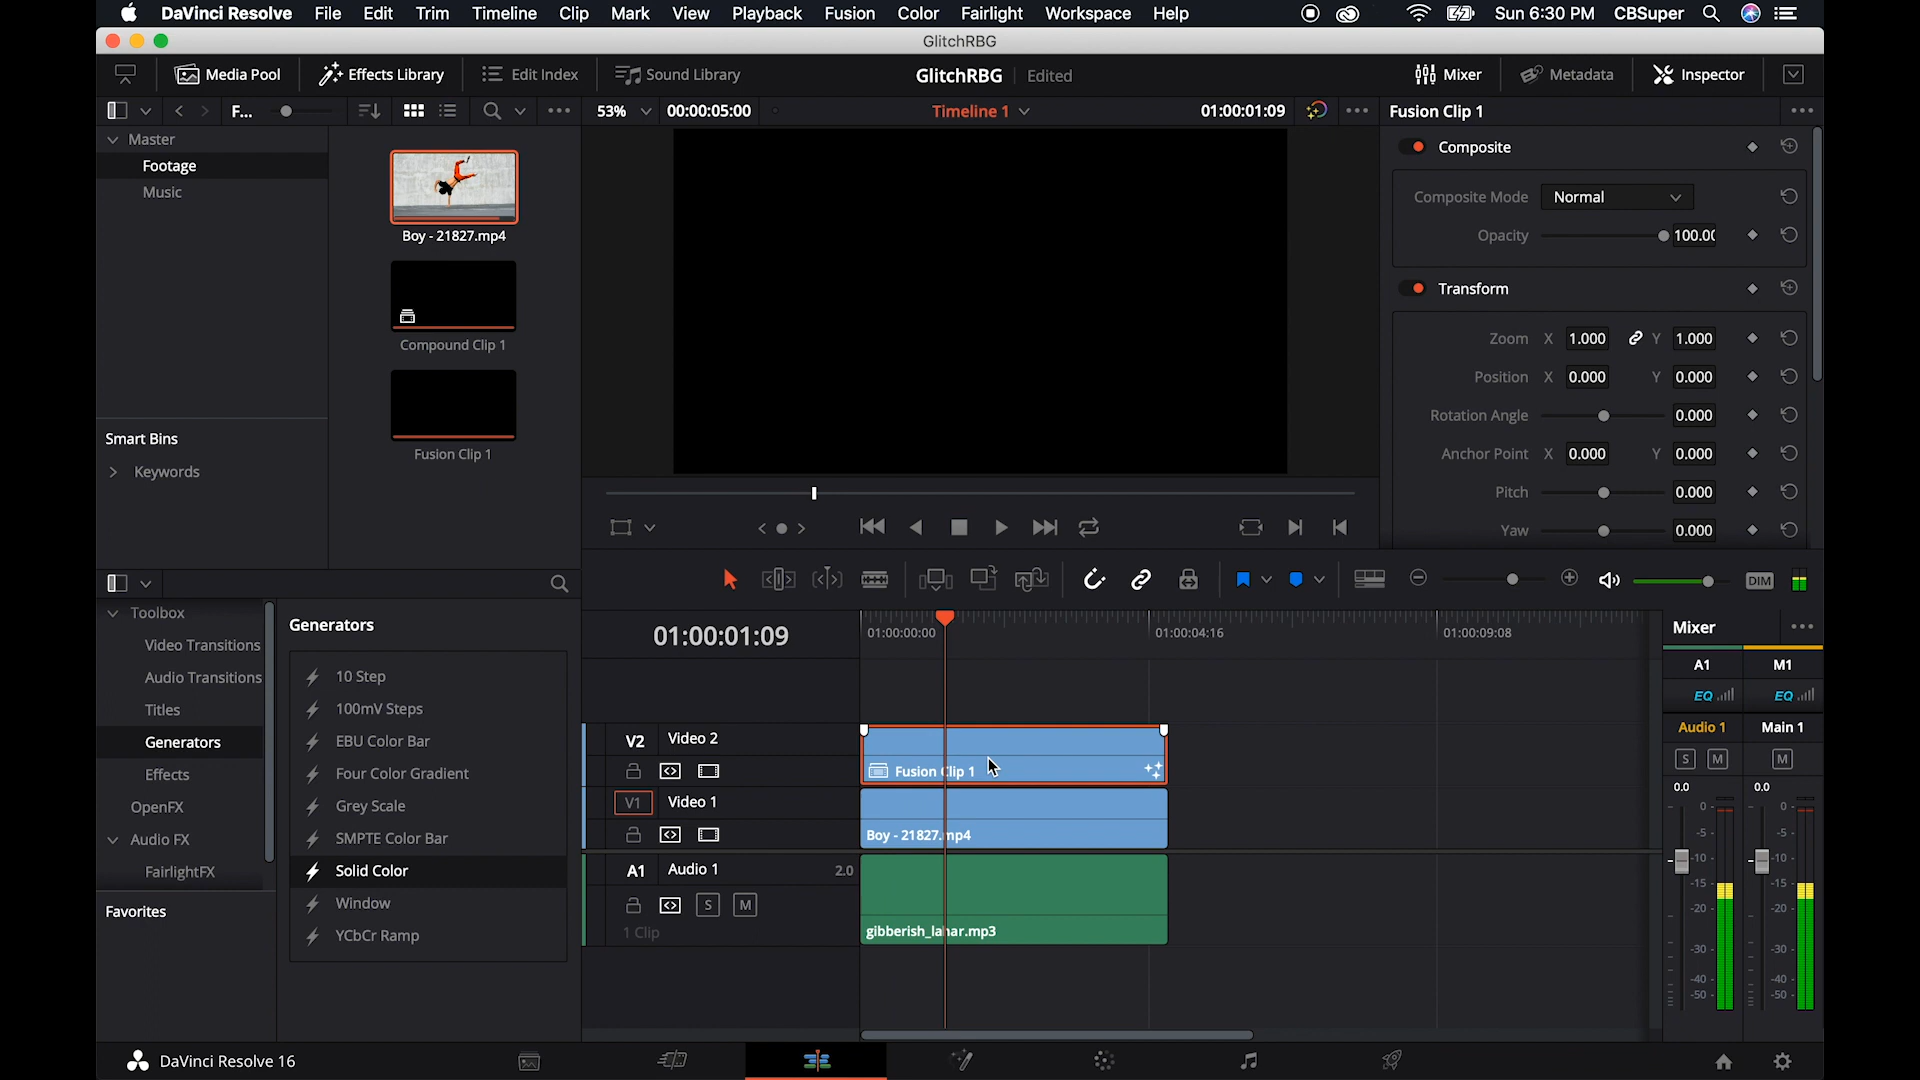 DaVinci Resolve File Edit Trim Timeline Clip Mark View Playback Fusion Color Fairlight Workspace Help Sun 6:30 PM CBSuper
GlitchRBG
Media Pool Effects Library Edit Index Sound Library GlitchRBG Edited Mixer Metadata Inspector
F... 53% 00:00:05:00 Timeline 1 01:00:01:09 Fusion Clip 1
Master
Footage
Music
Boy - 21827.mp4
Compound Clip 1
Fusion Clip 1
Smart Bins
Keywords
Composite
Composite Mode Normal
Opacity 100.00
Transform
Zoom X 1.000 Y 1.000
Position X 0.000 Y 0.000
Rotation Angle 0.000
Anchor Point X 0.000 Y 0.000
Pitch 0.000
Yaw 0.000
DIM
Toolbox
Video Transitions
Audio Transitions
Titles
Generators
Effects
OpenFX
Audio FX
FairlightFX
Favorites
Generators
10 Step
100mV Steps
EBU Color Bar
Four Color Gradient
Grey Scale
SMPTE Color Bar
Solid Color
Window
YCbCr Ramp
01:00:01:09 01:00:00:00 01:00:04:16 01:00:09:08
V2 Video 2
Fusion Clip 1
V1 Video 1
Boy - 21827.mp4
A1 Audio 1 2.0
S M
1 Clip
gibberish_lahar.mp3
Mixer
A1 M1
EQ EQ
Audio 1 Main 1
S M M
0.0 0.0
0 0
-5 -5
-10 -10
-15 -15
-20 -20
-30 -30
-40 -40
-50 -50
DaVinci Resolve 16